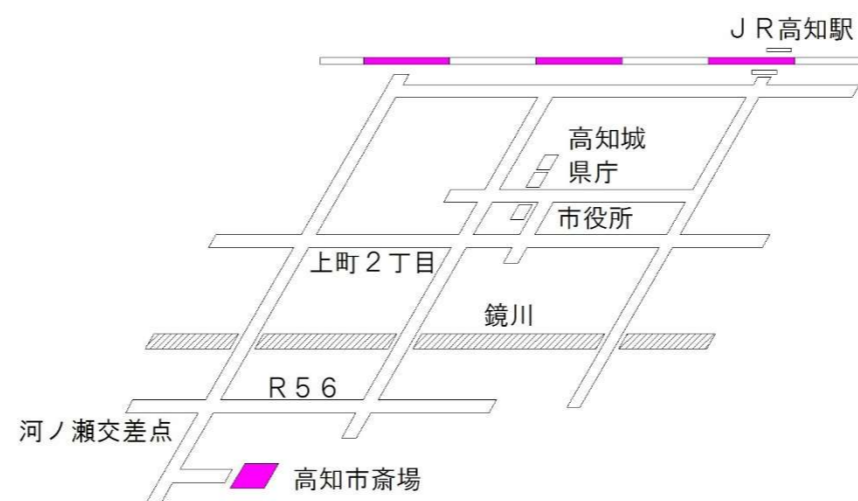 ＪＲ高知駅
高知城
県庁
市役所
上町２丁目
鏡川
Ｒ５６
河ノ瀬交差点
高知市斎場